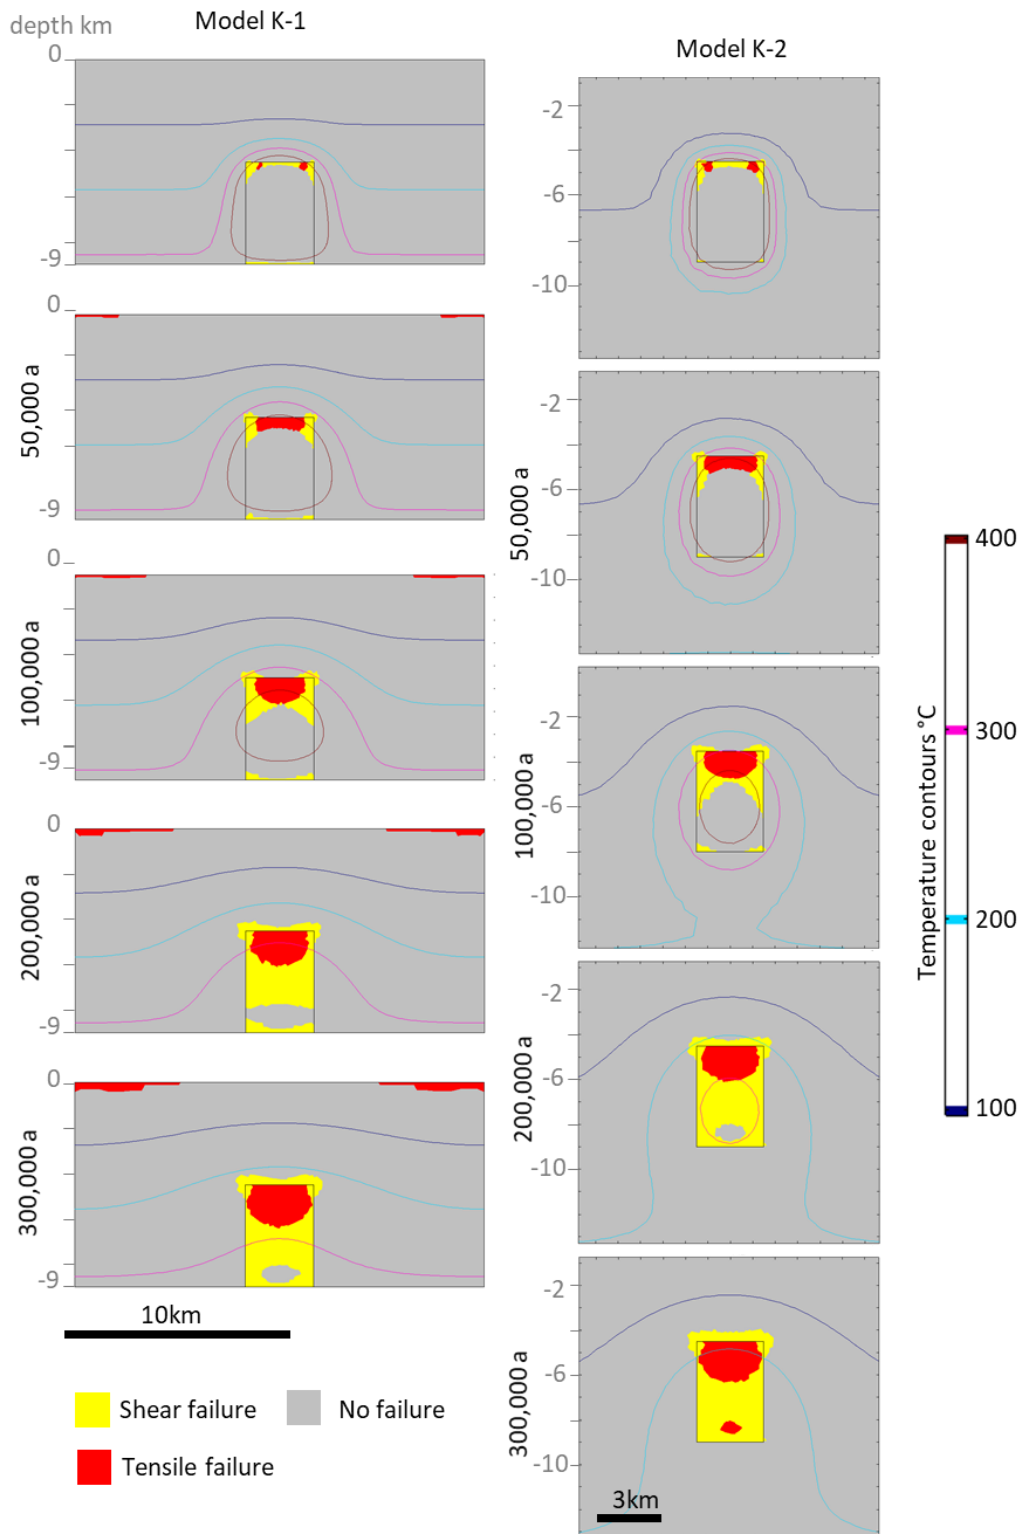 depth km
Model K-1
0
-9
0
50,000 a
-9
0
100,000 a
-9
0
200,000 a
-9
0
300,000 a
-9
10km
Shear failure
No failure
Tensile failure
Model K-2
-2
-6
-10
-2
50,000 a
-6
-10
-2
100,000 a
-6
-10
-2
200,000 a
-6
-10
-2
300,000 a
-6
-10
3km
Temperature contours °C
400
300
200
100